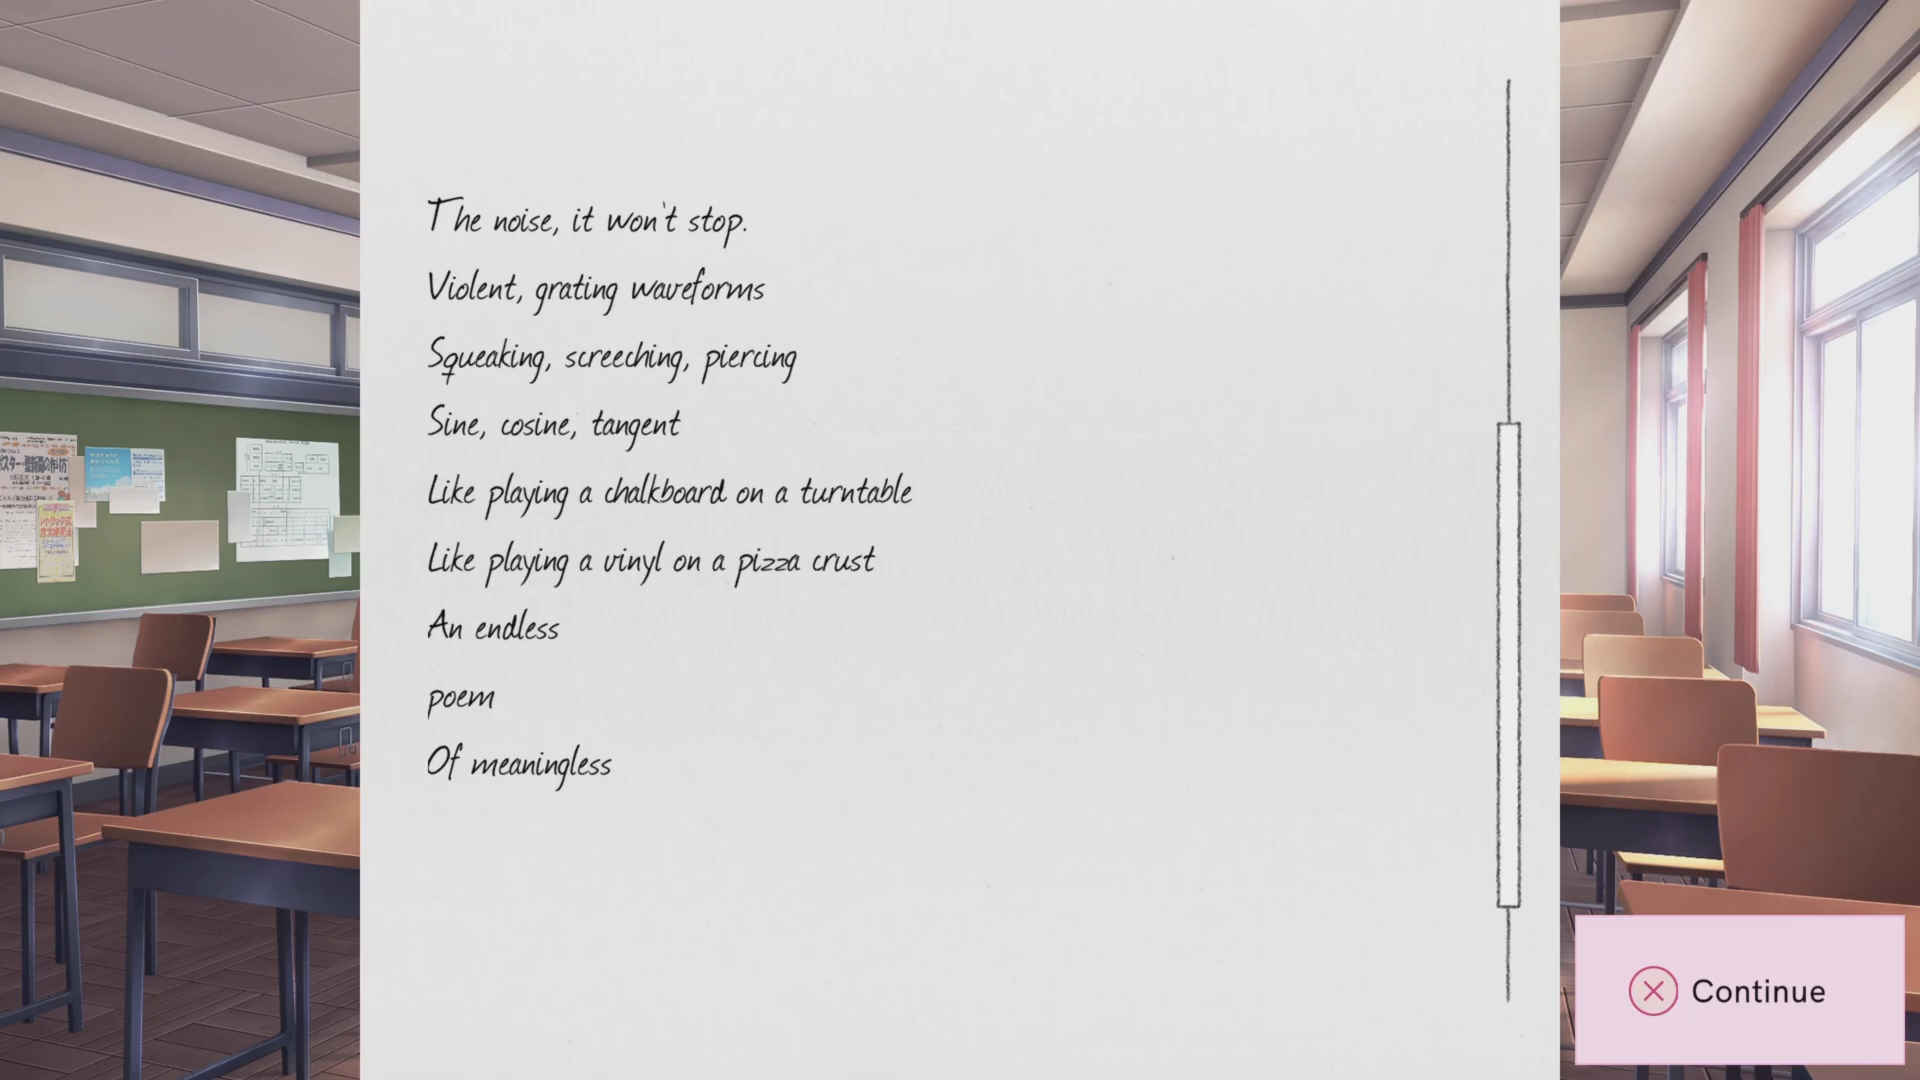 The noise, it won't stop.
Violent, grating waveforms
Squeaking, screeching, piercing
Sine, cosine, tangent
Like playing a chalkboard on a turntable
Like playing a vinyl on a pizza crust
An endless
poem
Of meaningless
Continue